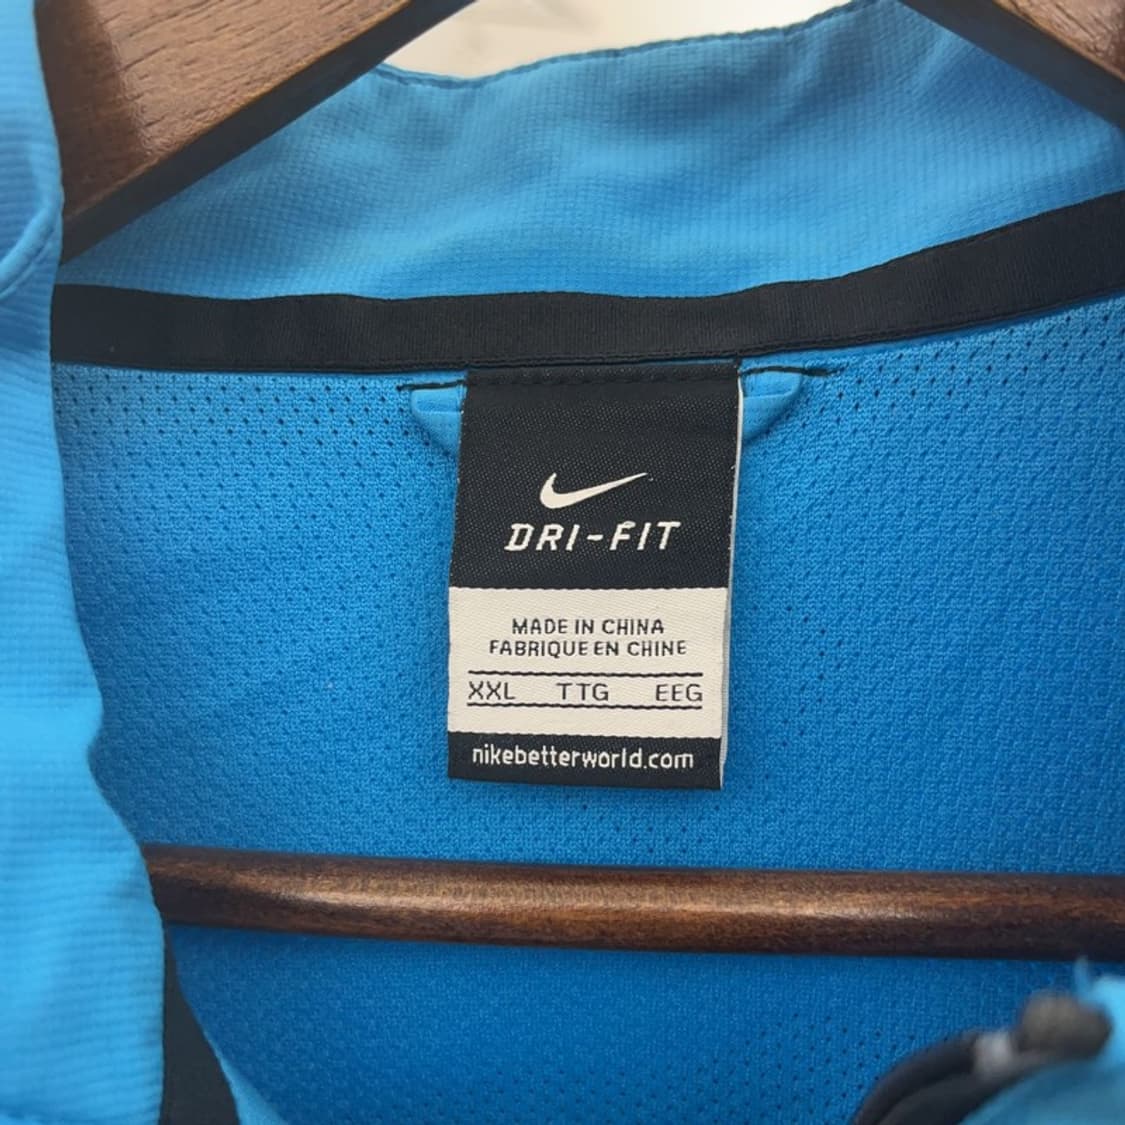 DRI-FIT
MADE IN CHINA
FABRIQUE EN CHINE
XXL TTG EEG
nikebetterworld.com